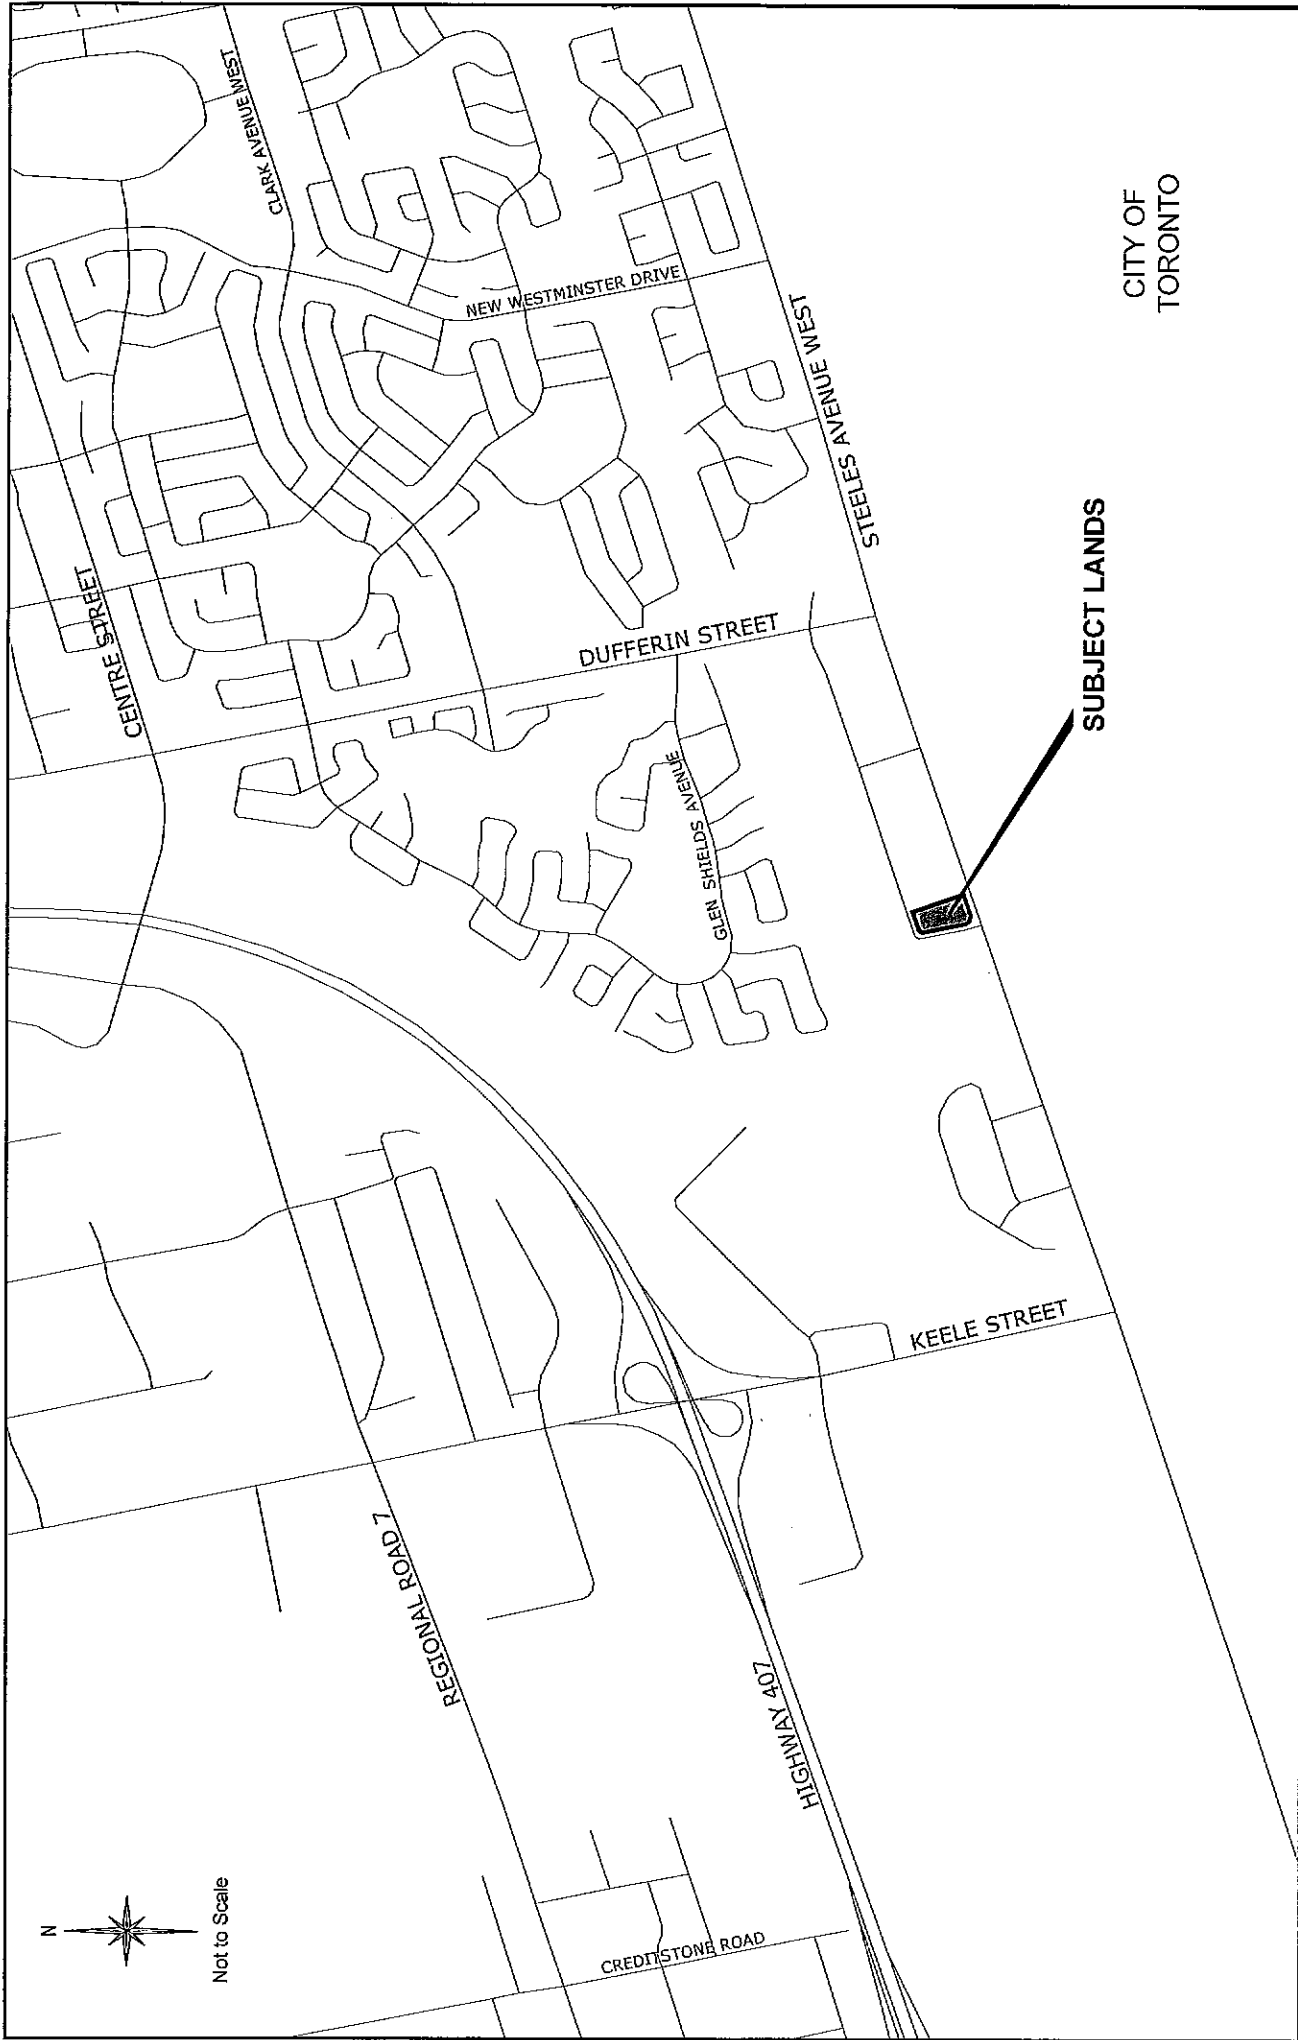 N
Not to Scale
CENTRE STREET
CLARK AVENUE WEST
NEW WESTMINSTER DRIVE
DUFFERIN STREET
GLEN SHIELDS AVENUE
STEELES AVENUE WEST
REGIONAL ROAD 7
HIGHWAY 407
KEELE STREET
CREDITSTONE ROAD
SUBJECT LANDS
CITY OF
TORONTO